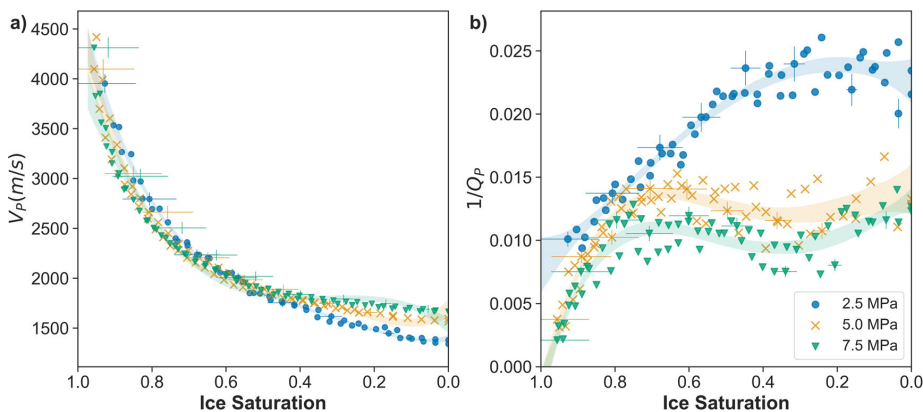 a)
4500
4000
3500
3000
2500
2000
1500
V_P(m/s)
1.0 0.8 0.6 0.4 0.2 0.0
Ice Saturation
b)
0.025
0.020
0.015
0.010
0.005
0.000
1/Q_P
2.5 MPa
5.0 MPa
7.5 MPa
1.0 0.8 0.6 0.4 0.2 0.0
Ice Saturation